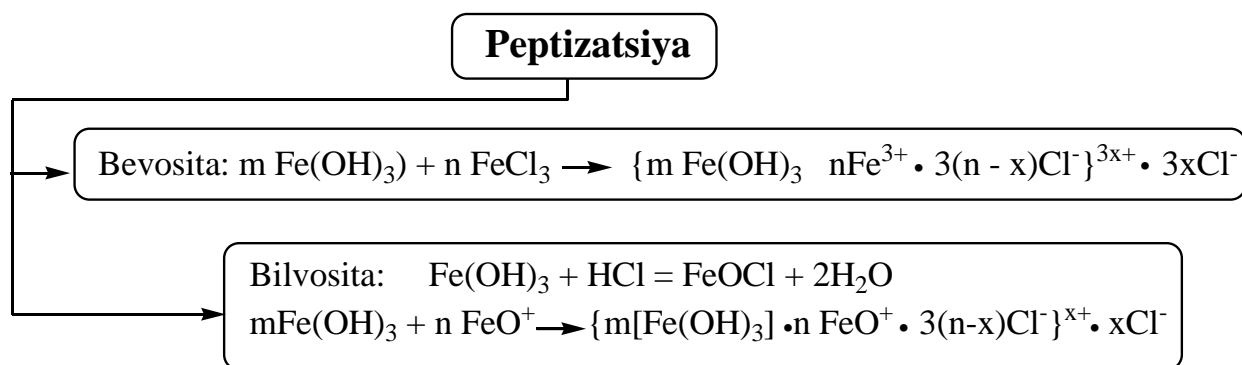 Peptizatsiya
Bevosita: m Fe(OH)₃) + n FeCl₃ → {m Fe(OH)₃ nFe³⁺ • 3(n - x)Cl⁻}³ˣ⁺ • 3xCl⁻
Bilvosita: Fe(OH)₃ + HCl = FeOCl + 2H₂O
mFe(OH)₃ + n FeO⁺ → {m[Fe(OH)₃] •n FeO⁺ • 3(n-x)Cl⁻}ˣ⁺ • xCl⁻